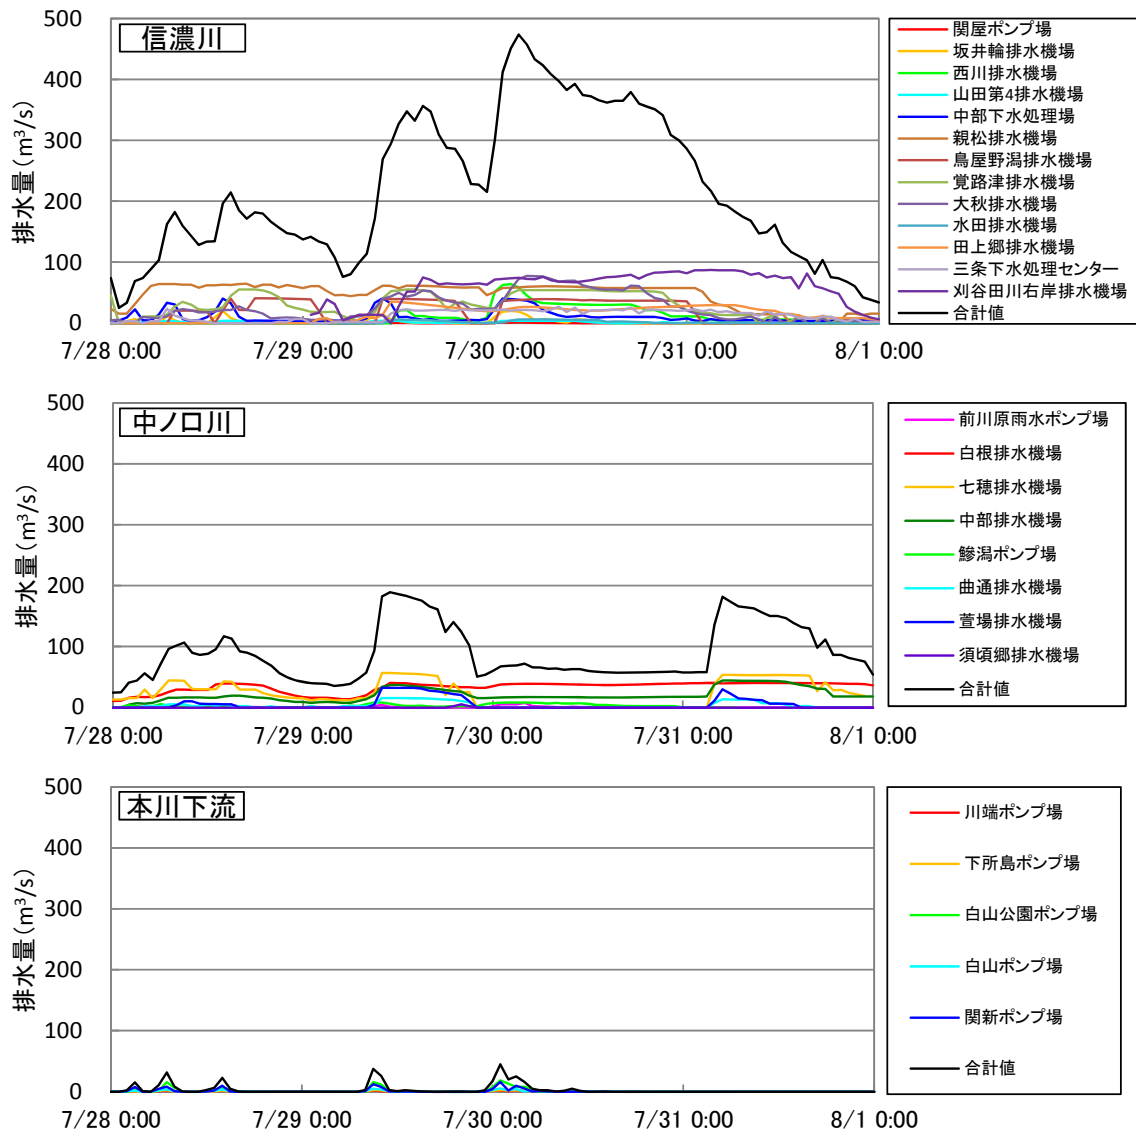 信濃川
排水量(m³/s)
500
400
300
200
100
0
7/28 0:00
7/29 0:00
7/30 0:00
7/31 0:00
8/1 0:00
関屋ポンプ場
坂井輪排水機場
西川排水機場
山田第4排水機場
中部下水処理場
親松排水機場
鳥屋野潟排水機場
覚路津排水機場
大秋排水機場
水田排水機場
田上郷排水機場
三条下水処理センター
刈谷田川右岸排水機場
合計値
中ノ口川
排水量(m³/s)
500
400
300
200
100
0
7/28 0:00
7/29 0:00
7/30 0:00
7/31 0:00
8/1 0:00
前川原雨水ポンプ場
白根排水機場
七穂排水機場
中部排水機場
鰺潟ポンプ場
曲通排水機場
萱場排水機場
須頃郷排水機場
合計値
本川下流
排水量(m³/s)
500
400
300
200
100
0
7/28 0:00
7/29 0:00
7/30 0:00
7/31 0:00
8/1 0:00
川端ポンプ場
下所島ポンプ場
白山公園ポンプ場
白山ポンプ場
関新ポンプ場
合計値